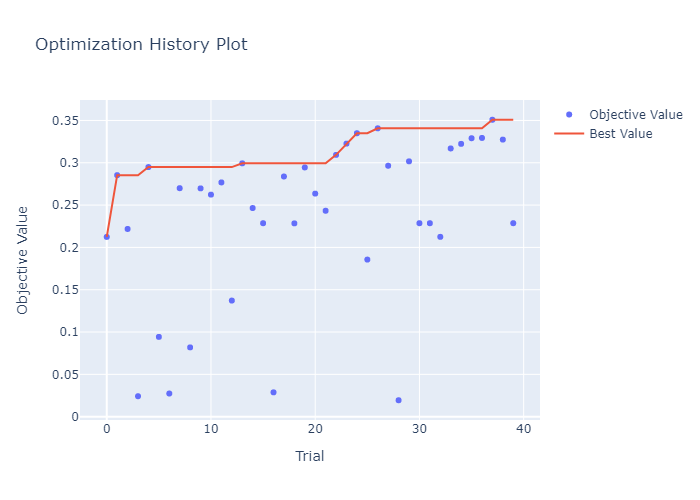 Optimization History Plot
Objective Value
Best Value
0.35
0.3
0.25
0.2
0.15
0.1
0.05
0
Objective Value
0
10
20
30
40
Trial